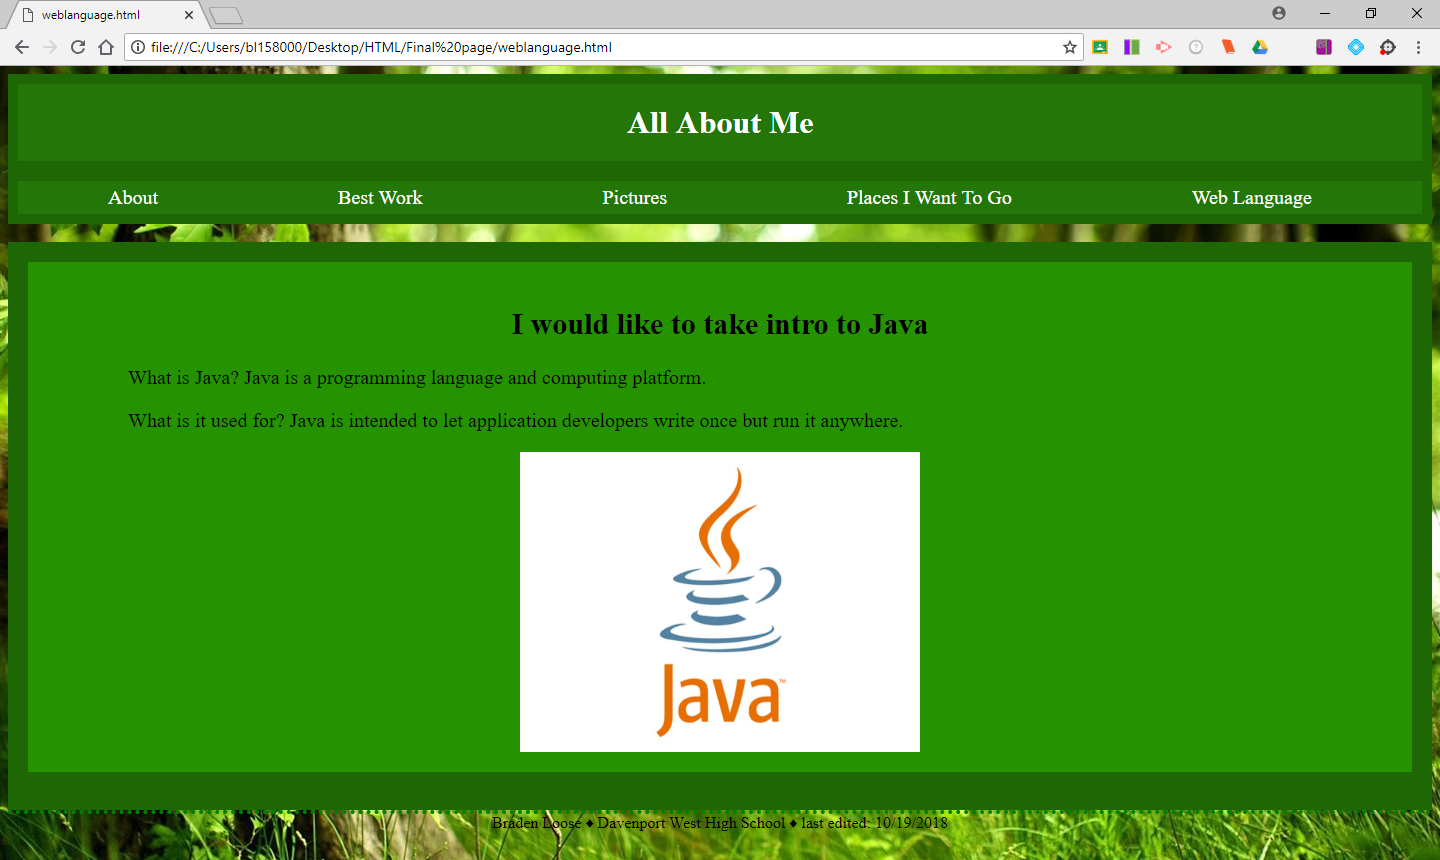 weblanguage.html
file:///C:/Users/bl158000/Desktop/HTML/Final%20page/weblanguage.html
All About Me
About Best Work Pictures Places I Want To Go Web Language
I would like to take intro to Java
What is Java? Java is a programming language and computing platform.
What is it used for? Java is intended to let application developers write once but run it anywhere.
Java™
Braden Loose ♦ Davenport West High School ♦ last edited: 10/19/2018